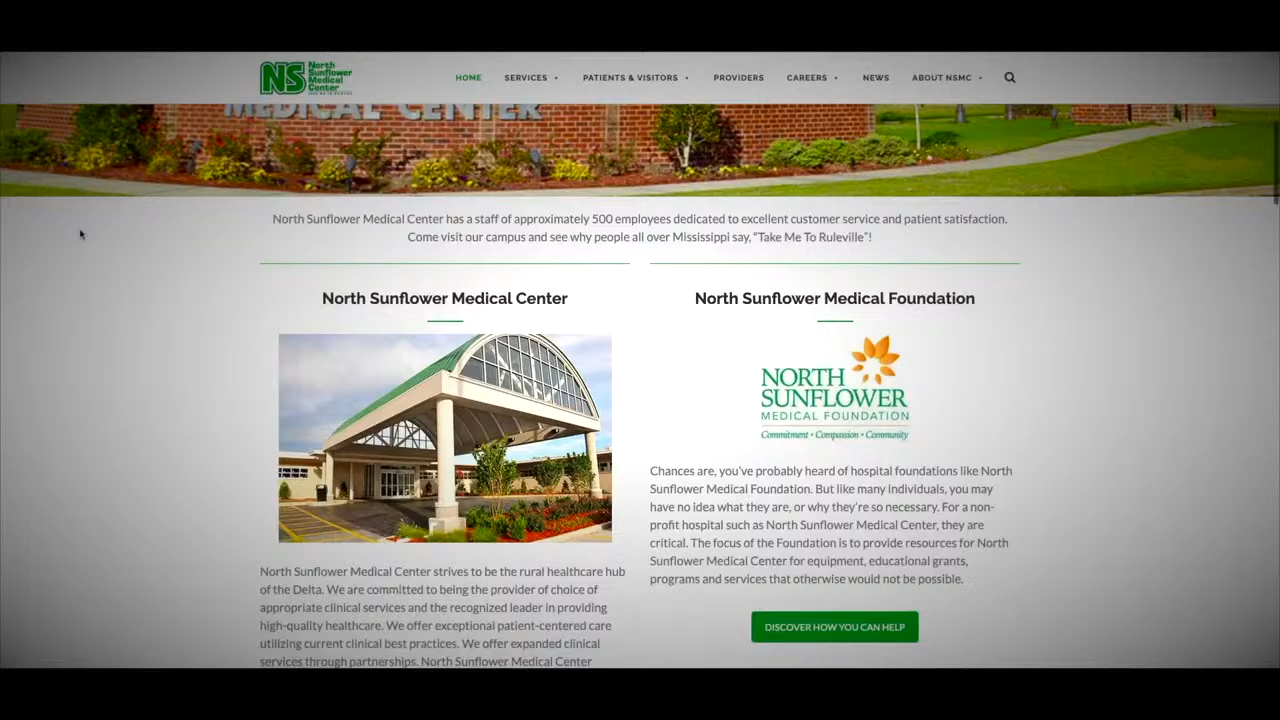 North
Sunflower
Medical
Center
NS
HOME
SERVICES
PATIENTS & VISITORS
PROVIDERS
CAREERS
NEWS
ABOUT NSMC
MEDICAL CENTER
North Sunflower Medical Center has a staff of approximately 500 employees dedicated to excellent customer service and patient satisfaction.
Come visit our campus and see why people all over Mississippi say, “Take Me To Ruleville”!
North Sunflower Medical Center
North Sunflower Medical Center strives to be the rural healthcare hub
of the Delta. We are committed to being the provider of choice of
appropriate clinical services and the recognized leader in providing
high-quality healthcare. We offer exceptional patient-centered care
utilizing current clinical best practices. We offer expanded clinical
services through partnerships. North Sunflower Medical Center
North Sunflower Medical Foundation
NORTH
SUNFLOWER
MEDICAL FOUNDATION
Commitment • Compassion • Community
Chances are, you’ve probably heard of hospital foundations like North
Sunflower Medical Foundation. But like many individuals, you may
have no idea what they are, or why they’re so necessary. For a non-
profit hospital such as North Sunflower Medical Center, they are
critical. The focus of the Foundation is to provide resources for North
Sunflower Medical Center for equipment, educational grants,
programs and services that otherwise would not be possible.
DISCOVER HOW YOU CAN HELP